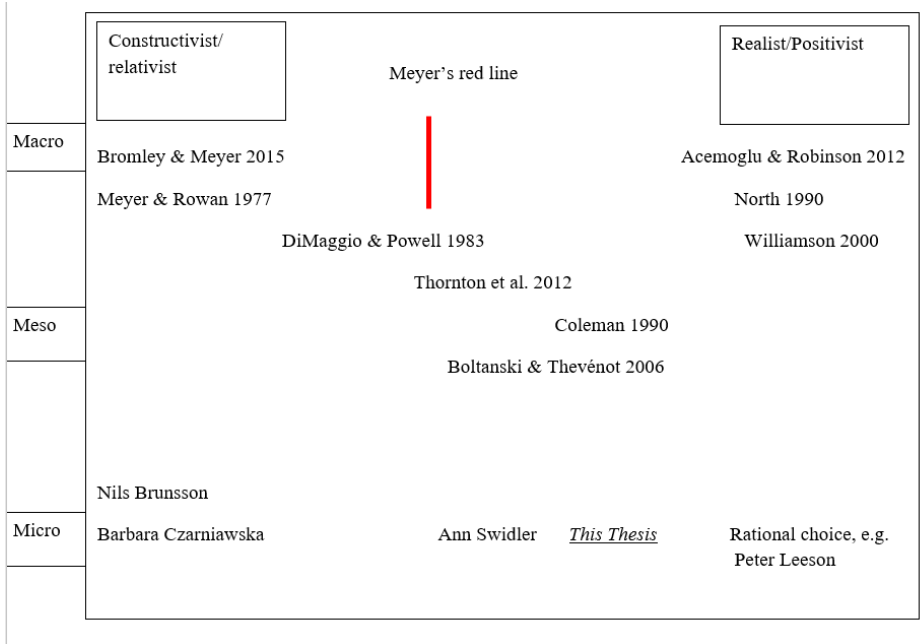 Constructivist/
relativist
Meyer's red line
Realist/Positivist
Macro
Bromley & Meyer 2015
Acemoglu & Robinson 2012
Meyer & Rowan 1977
North 1990
DiMaggio & Powell 1983
Williamson 2000
Thornton et al. 2012
Meso
Coleman 1990
Boltanski & Thevénot 2006
Nils Brunsson
Micro
Barbara Czarniawska
Ann Swidler
This Thesis
Rational choice, e.g.
Peter Leeson